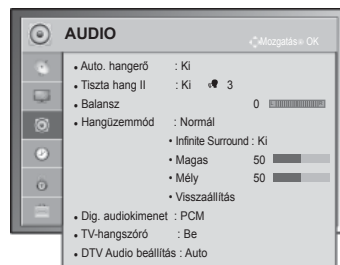 AUDIO
Mozgatás OK
• Auto. hangerő : Ki
• Tiszta hang II : Ki 3
• Balansz 0
• Hangüzemmód : Normál
• Infinite Surround : Ki
• Magas 50
• Mély 50
• Visszaállítás
• Dig. audiokimenet : PCM
• TV-hangszóró : Be
• DTV Audio beállítás : Auto